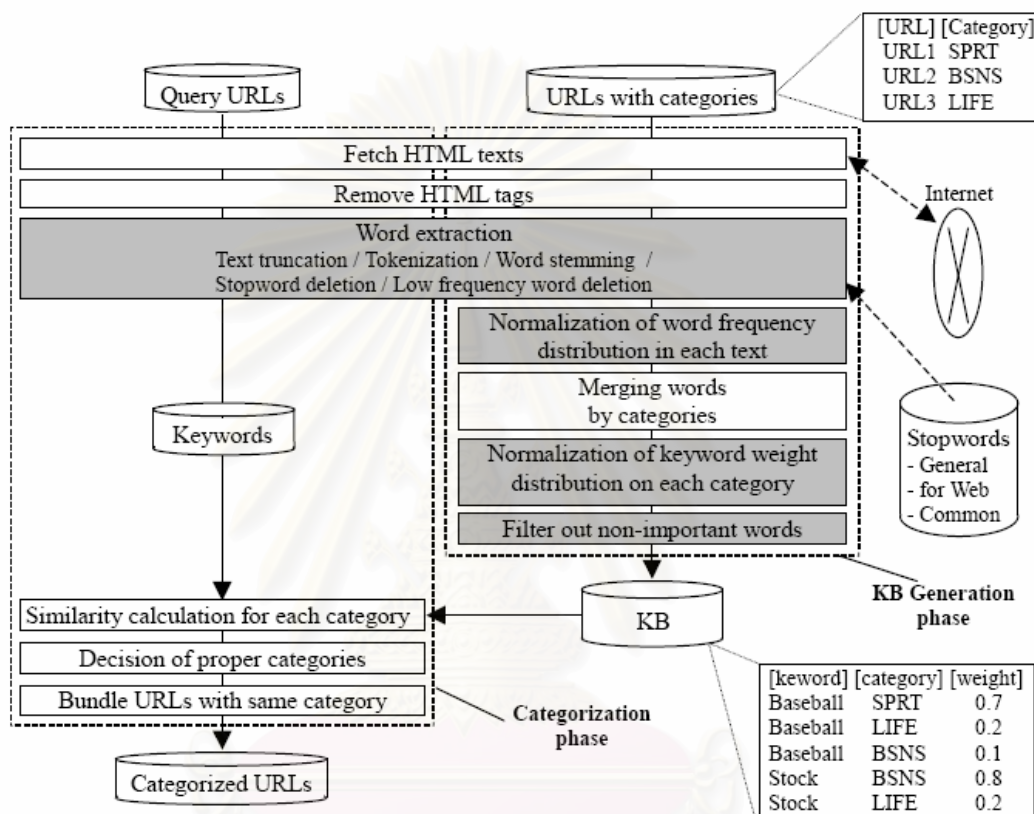 [URL] [Category]
URL1 SPRT
URL2 BSNS
URL3 LIFE
Query URLs
URLs with categories
Fetch HTML texts
Remove HTML tags
Internet
Word extraction
Text truncation / Tokenization / Word stemming /
Stopword deletion / Low frequency word deletion
Normalization of word frequency
distribution in each text
Merging words
by categories
Keywords
Normalization of keyword weight
distribution on each category
Filter out non-important words
Stopwords
- General
- for Web
- Common
KB Generation
phase
Similarity calculation for each category
KB
Decision of proper categories
Bundle URLs with same category
Categorization
phase
Categorized URLs
[keword] [category] [weight]
Baseball SPRT 0.7
Baseball LIFE 0.2
Baseball BSNS 0.1
Stock BSNS 0.8
Stock LIFE 0.2